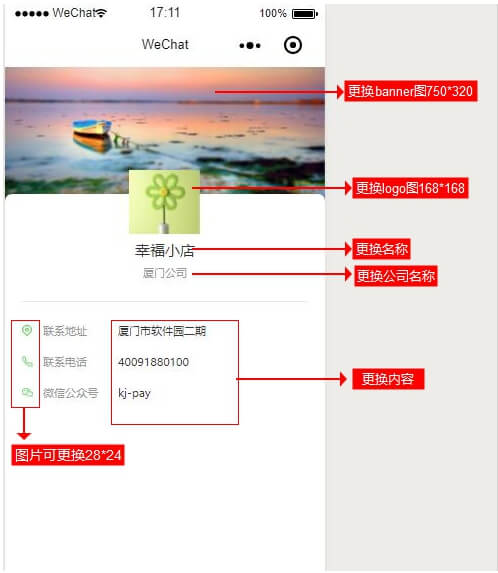 WeChat 17:11 100%
WeChat
更换banner图750*320
更换logo图168*168
幸福小店 更换名称
厦门公司 更换公司名称
联系地址 厦门市软件园二期
联系电话 40091880100
更换内容
微信公众号 kj-pay
图片可更换28*24